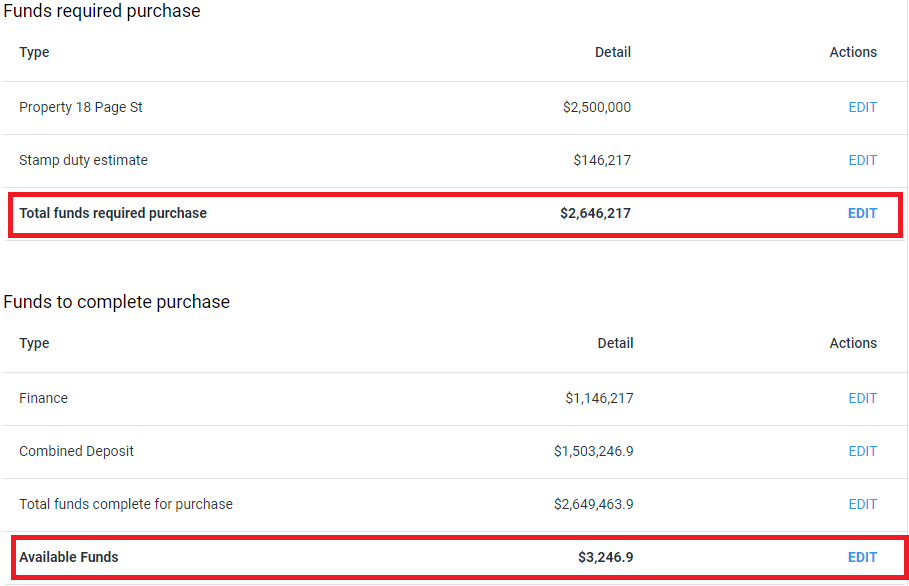 Funds required purchase
Type Detail Actions
Property 18 Page St $2,500,000 EDIT
Stamp duty estimate $146,217 EDIT
Total funds required purchase $2,646,217 EDIT
Funds to complete purchase
Type Detail Actions
Finance $1,146,217 EDIT
Combined Deposit $1,503,246.9 EDIT
Total funds complete for purchase $2,649,463.9 EDIT
Available Funds $3,246.9 EDIT